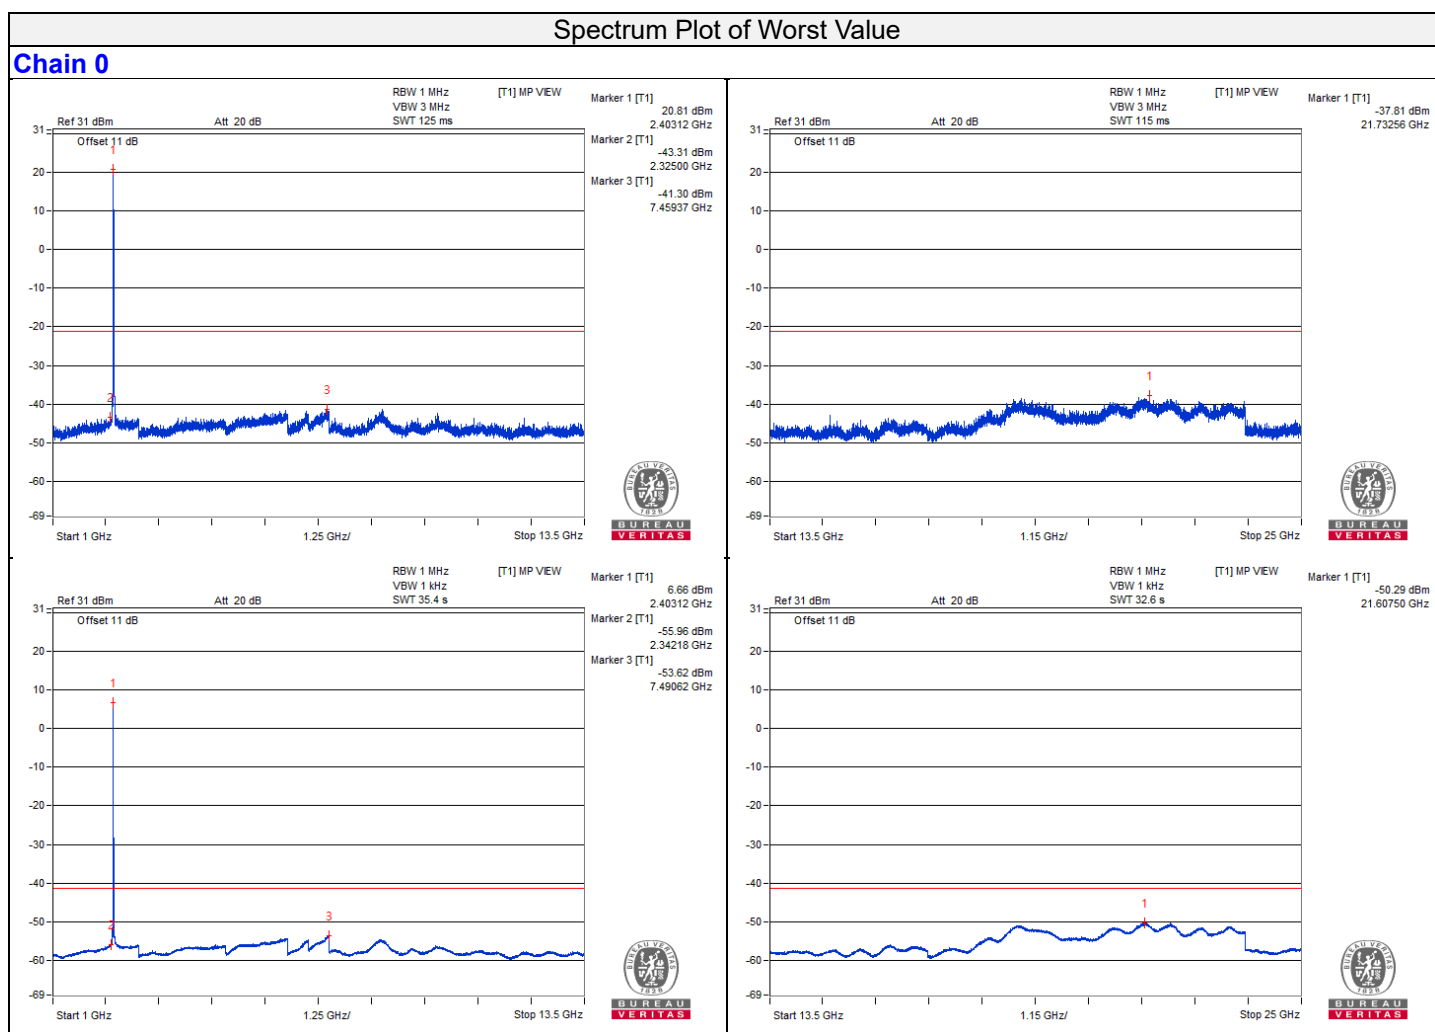 Spectrum Plot of Worst Value
Chain 0
RBW 1 MHz
[T1] MP VIEW
Marker 1 [T1]
VBW 3 MHz
20.81 dBm
Ref 31 dBm
Att 20 dB
SWT 125 ms
2.40312 GHz
31
Offset 11 dB
Marker 2 [T1]
-43.31 dBm
2.32500 GHz
Marker 3 [T1]
-41.30 dBm
7.45937 GHz
1
20
10
0
-10
-20
-30
-40
-50
-60
-69
2
3
Start 1 GHz
1.25 GHz/
Stop 13.5 GHz
BUREAU VERITAS
1828
BUREAU
VERITAS
RBW 1 MHz
[T1] MP VIEW
Marker 1 [T1]
VBW 3 MHz
-37.81 dBm
Ref 31 dBm
Att 20 dB
SWT 115 ms
21.73256 GHz
31
Offset 11 dB
20
10
0
-10
-20
-30
-40
-50
-60
-69
1
Start 13.5 GHz
1.15 GHz/
Stop 25 GHz
BUREAU VERITAS
1828
BUREAU
VERITAS
RBW 1 MHz
[T1] MP VIEW
Marker 1 [T1]
VBW 1 kHz
6.66 dBm
Ref 31 dBm
Att 20 dB
SWT 35.4 s
2.40312 GHz
31
Offset 11 dB
Marker 2 [T1]
-55.96 dBm
2.34218 GHz
Marker 3 [T1]
-53.62 dBm
7.49062 GHz
20
10
0
-10
-20
-30
-40
-50
-60
-69
1
2
3
Start 1 GHz
1.25 GHz/
Stop 13.5 GHz
BUREAU VERITAS
1828
BUREAU
VERITAS
RBW 1 MHz
[T1] MP VIEW
Marker 1 [T1]
VBW 1 kHz
-50.29 dBm
Ref 31 dBm
Att 20 dB
SWT 32.6 s
21.60750 GHz
31
Offset 11 dB
20
10
0
-10
-20
-30
-40
-50
-60
-69
1
Start 13.5 GHz
1.15 GHz/
Stop 25 GHz
BUREAU VERITAS
1828
BUREAU
VERITAS